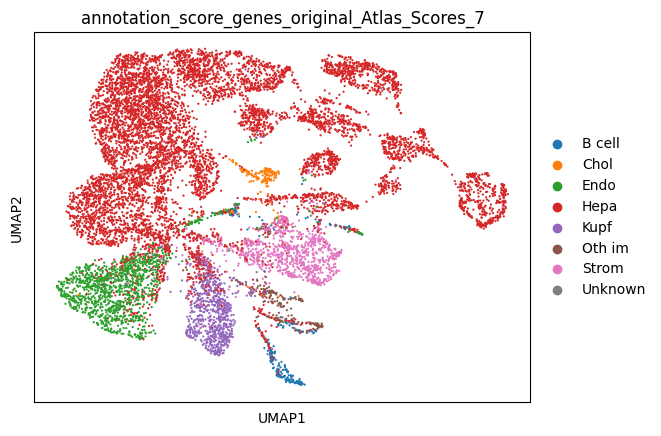 annotation_score_genes_original_Atlas_Scores_7
UMAP2
UMAP1
B cell
Chol
Endo
Hepa
Kupf
Oth im
Strom
Unknown